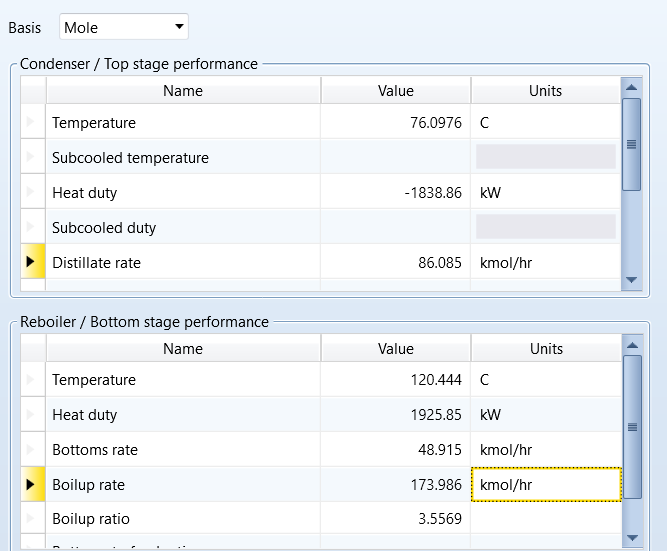 Basis Mole
Condenser / Top stage performance
Name Value Units
Temperature 76.0976 C
Subcooled temperature
Heat duty -1838.86 kW
Subcooled duty
Distillate rate 86.085 kmol/hr
Reboiler / Bottom stage performance
Name Value Units
Temperature 120.444 C
Heat duty 1925.85 kW
Bottoms rate 48.915 kmol/hr
Boilup rate 173.986 kmol/hr
Boilup ratio 3.5569